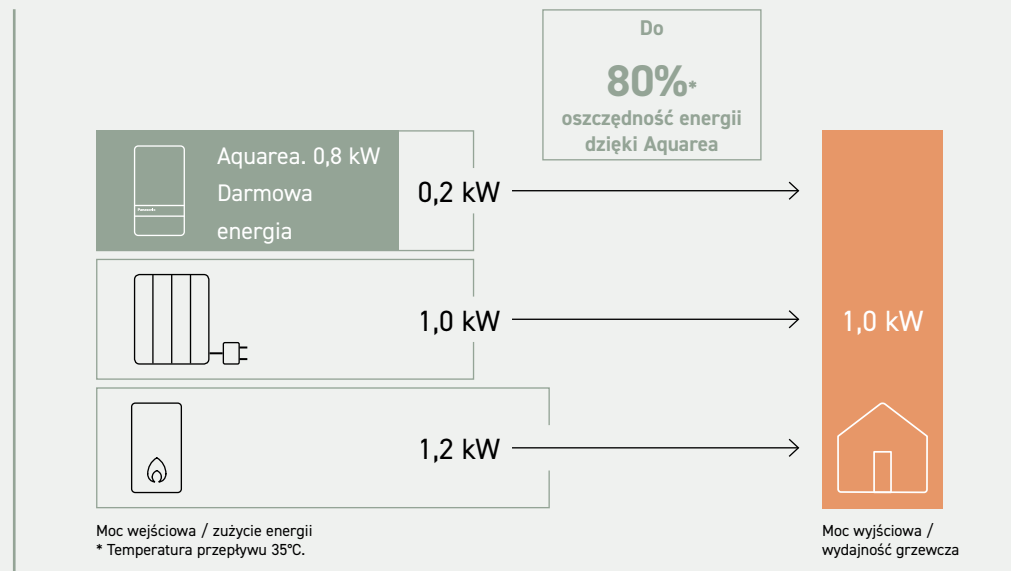 Do
80%*
oszczędność energii
dzięki Aquarea
Aquarea. 0,8 kW
Darmowa
energia
0,2 kW
1,0 kW
1,0 kW
1,2 kW
Moc wejściowa / zużycie energii
* Temperatura przepływu 35°C.
Moc wyjściowa /
wydajność grzewcza